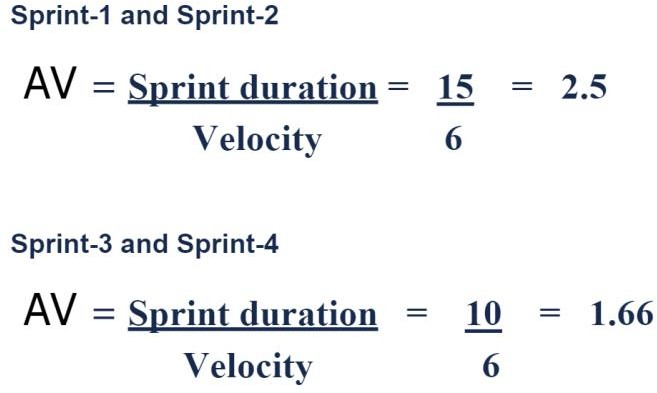 Sprint-1 and Sprint-2
AV = Sprint duration = 15 = 2.5
Velocity 6
Sprint-3 and Sprint-4
AV = Sprint duration = 10 = 1.66
Velocity 6